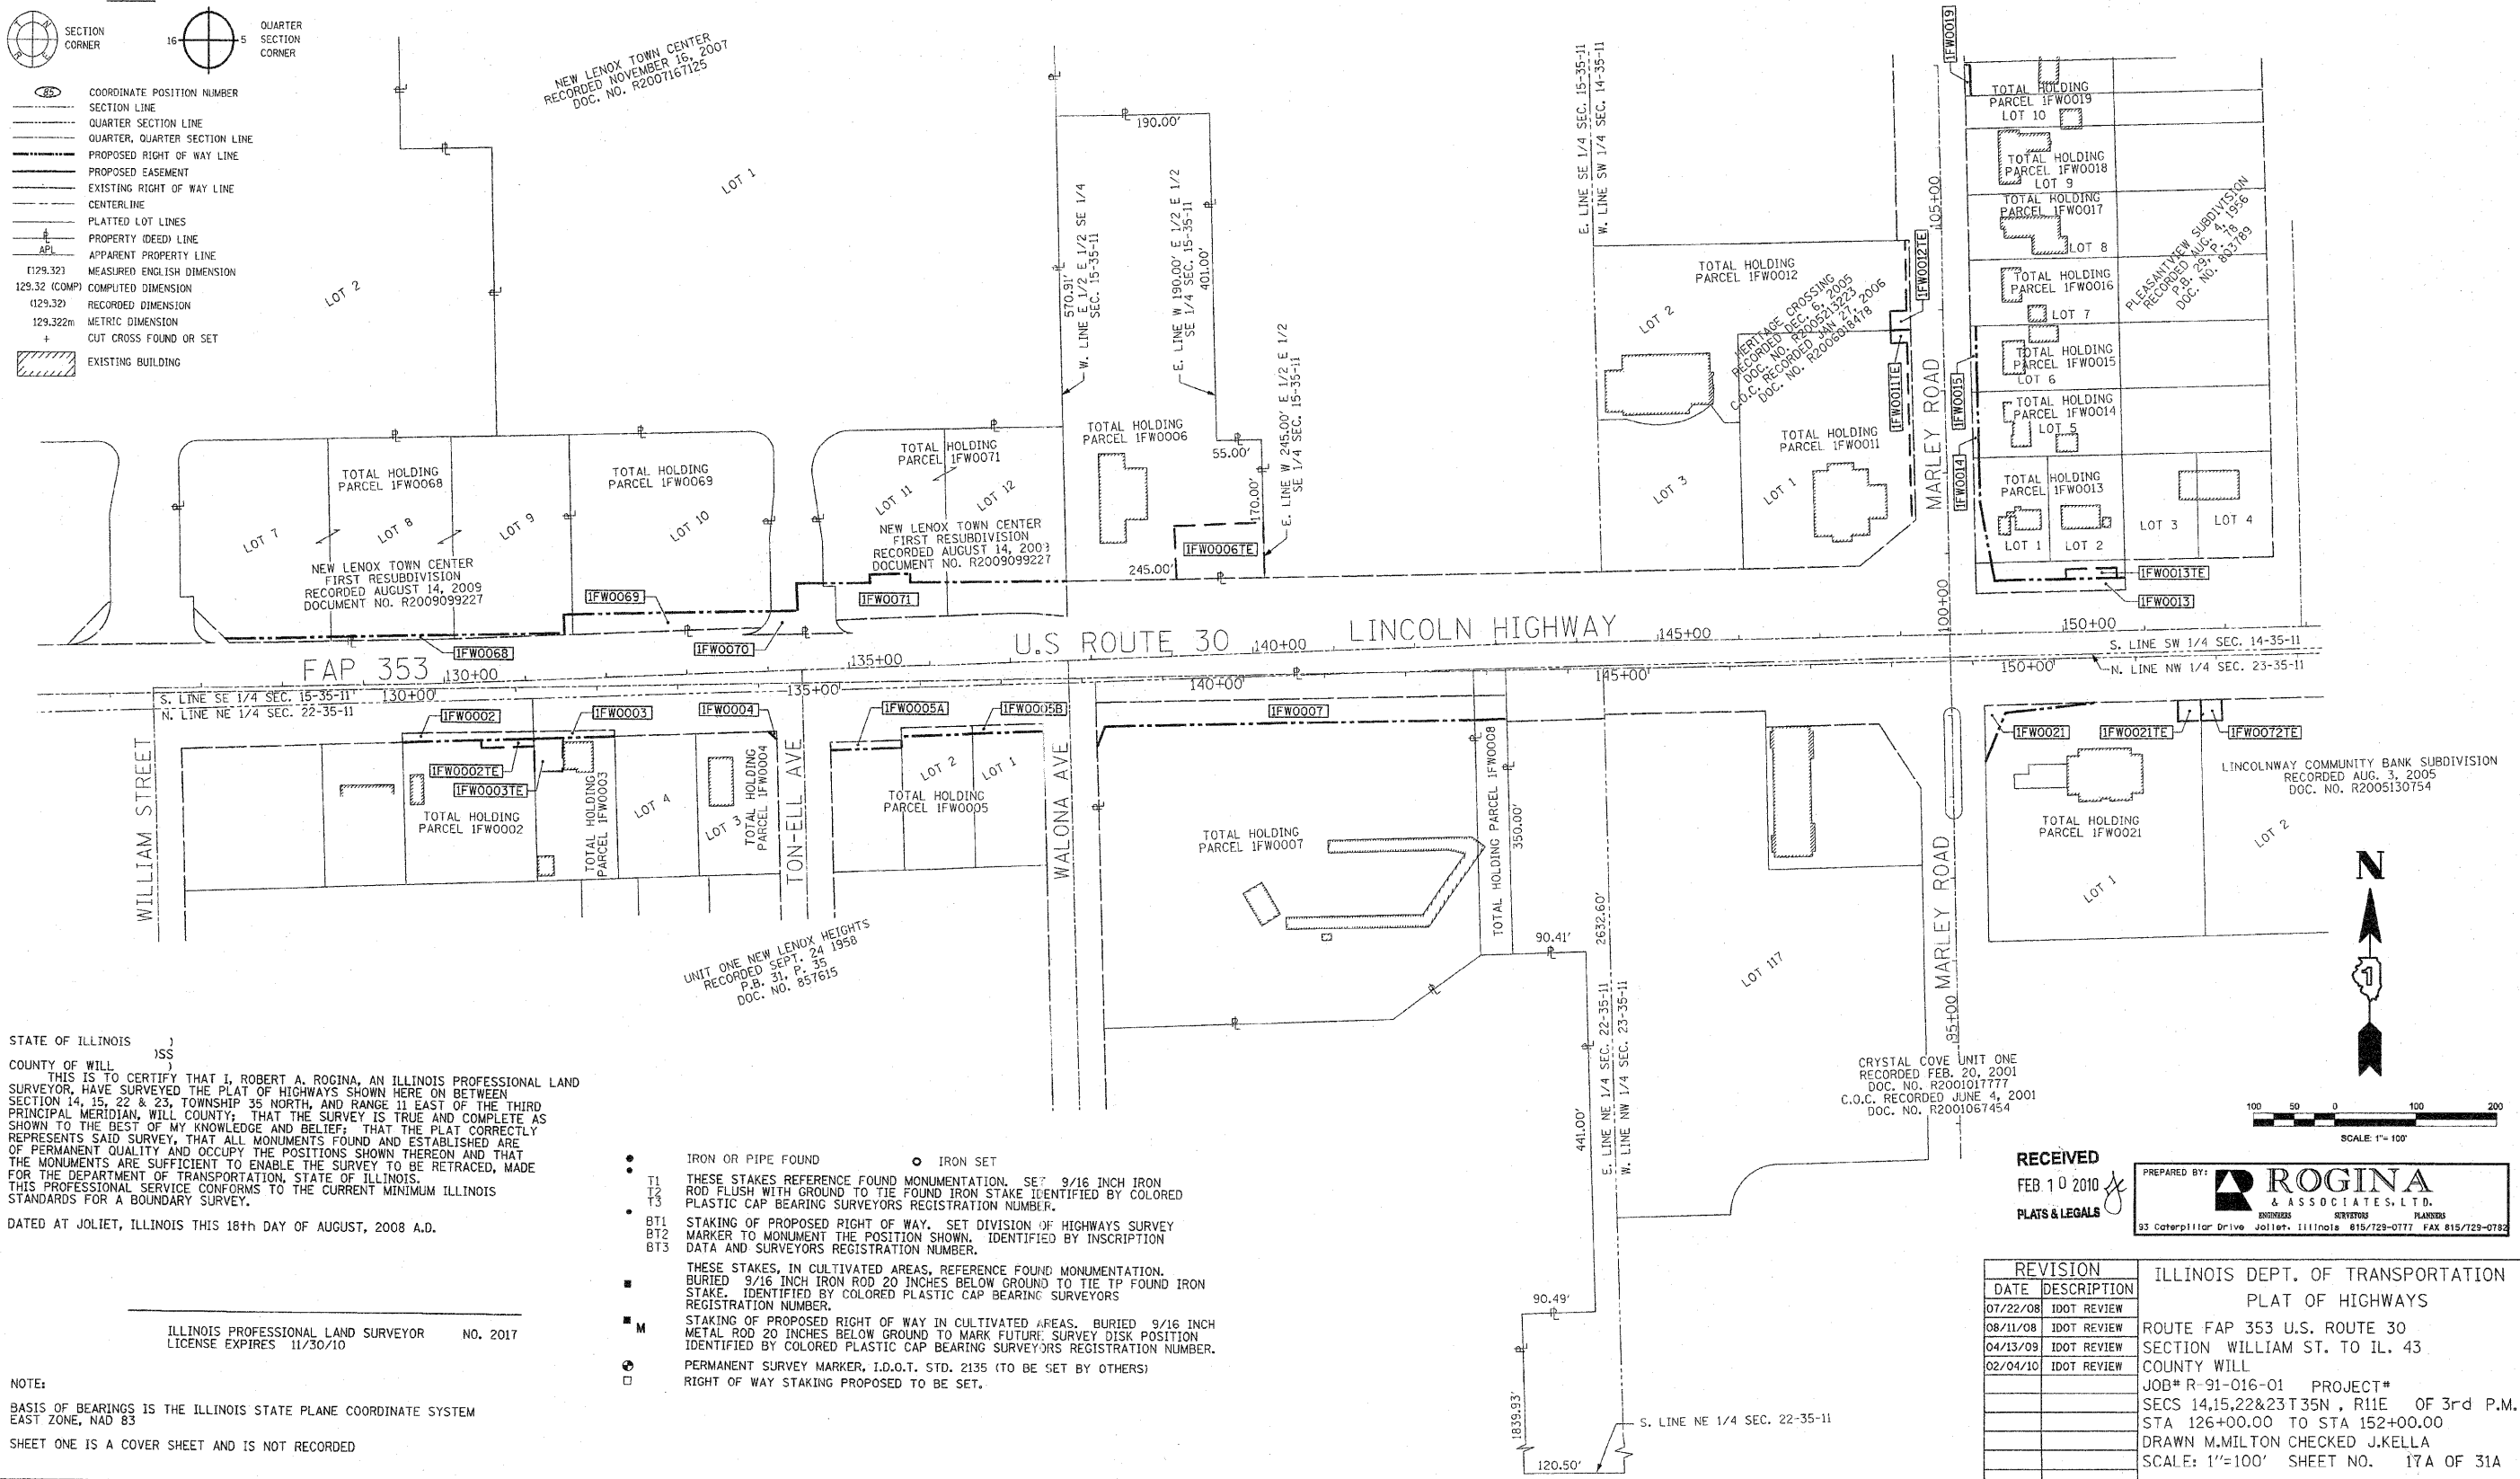 SECTION
CORNER
16
5
QUARTER
SECTION
CORNER
85
COORDINATE POSITION NUMBER
SECTION LINE
QUARTER SECTION LINE
QUARTER, QUARTER SECTION LINE
PROPOSED RIGHT OF WAY LINE
PROPOSED EASEMENT
EXISTING RIGHT OF WAY LINE
CENTERLINE
PLATTED LOT LINES
PROPERTY (DEED) LINE
APL
APPARENT PROPERTY LINE
[129.32] MEASURED ENGLISH DIMENSION
129.32 (COMP) COMPUTED DIMENSION
(129.32) RECORDED DIMENSION
129.322m METRIC DIMENSION
+ CUT CROSS FOUND OR SET
EXISTING BUILDING
NEW LENOX TOWN CENTER
RECORDED NOVEMBER 16, 2007
DOC. NO. R2007167125
LOT 1
LOT 2
190.00'
570.91'
W. LINE E 1/2 E 1/2 SE 1/4
SEC. 15-35-11
E. LINE W 190.00' E 1/2 E 1/2
SE 1/4 SEC. 15-35-11
401.00'
E. LINE W 245.00' E 1/2 E 1/2
SE 1/4 SEC. 15-35-11
55.00'
170.00'
245.00'
E. LINE SE 1/4 SEC. 15-35-11
W. LINE SW 1/4 SEC. 14-35-11
TOTAL HOLDING
PARCEL 1FW0068
LOT 7
LOT 8
LOT 9
NEW LENOX TOWN CENTER
FIRST RESUBDIVISION
RECORDED AUGUST 14, 2009
DOCUMENT NO. R2009099227
TOTAL HOLDING
PARCEL 1FW0069
LOT 10
TOTAL HOLDING
PARCEL 1FW0071
LOT 11
LOT 12
NEW LENOX TOWN CENTER
FIRST RESUBDIVISION
RECORDED AUGUST 14, 2009
DOCUMENT NO. R2009099227
TOTAL HOLDING
PARCEL 1FW0006
1FW0006TE
1FW0069
1FW0071
1FW0068
1FW0070
TOTAL HOLDING
PARCEL 1FW0012
LOT 2
HERITAGE CROSSING
RECORDED DEC. 6, 2005
DOC. NO. R2005213223
C.O.C. RECORDED JAN 27, 2006
DOC. NO. R2006018478
TOTAL HOLDING
PARCEL 1FW0011
LOT 3
LOT 1
1FW0012TE
1FW0011TE
MARLEY ROAD
105+00
100+00
1FW0019
1FW0015
1FW0014
TOTAL HOLDING
PARCEL 1FW0019
LOT 10
TOTAL HOLDING
PARCEL 1FW0018
LOT 9
TOTAL HOLDING
PARCEL 1FW0017
LOT 8
TOTAL HOLDING
PARCEL 1FW0016
LOT 7
TOTAL HOLDING
PARCEL 1FW0015
LOT 6
TOTAL HOLDING
PARCEL 1FW0014
LOT 5
TOTAL HOLDING
PARCEL 1FW0013
LOT 1
LOT 2
LOT 3
LOT 4
PLEASANTVIEW SUBDIVISION
RECORDED AUG. 4, 1956
P.B. 29, P. 78
DOC. NO. 803789
1FW0013TE
1FW0013
FAP 353
U.S ROUTE 30
LINCOLN HIGHWAY
130+00
135+00
140+00
145+00
150+00
130+00
135+00
140+00
145+00
150+00
S. LINE SW 1/4 SEC. 14-35-11
N. LINE NW 1/4 SEC. 23-35-11
S. LINE SE 1/4 SEC. 15-35-11
N. LINE NE 1/4 SEC. 22-35-11
1FW0002
1FW0003
1FW0004
1FW0005A
1FW0005B
1FW0007
1FW0002TE
1FW0003TE
WILLIAM STREET
TOTAL HOLDING
PARCEL 1FW0002
TOTAL HOLDING
PARCEL 1FW0003
LOT 4
LOT 3
TOTAL HOLDING
PARCEL 1FW0004
TON-ELL AVE
LOT 2
LOT 1
TOTAL HOLDING
PARCEL 1FW0005
WALONA AVE
UNIT ONE NEW LENOX HEIGHTS
RECORDED SEPT. 24 1958
P.B. 31, P. 35
DOC. NO. 857615
TOTAL HOLDING
PARCEL 1FW0007
TOTAL HOLDING PARCEL 1FW0008
350.00'
90.41'
2632.60'
E. LINE NE 1/4 SEC. 22-35-11
W. LINE NW 1/4 SEC. 23-35-11
441.00'
90.49'
1839.93'
120.50'
S. LINE NE 1/4 SEC. 22-35-11
LOT 117
MARLEY ROAD
95+00
CRYSTAL COVE UNIT ONE
RECORDED FEB. 20, 2001
DOC. NO. R2001017777
C.O.C. RECORDED JUNE 4, 2001
DOC. NO. R2001067454
1FW0021
1FW0021TE
1FW0072TE
LINCOLNWAY COMMUNITY BANK SUBDIVISION
RECORDED AUG. 3, 2005
DOC. NO. R2005130754
TOTAL HOLDING
PARCEL 1FW0021
LOT 1
LOT 2
N
1
100 50 0 100 200
SCALE: 1"= 100'
STATE OF ILLINOIS )
)SS
COUNTY OF WILL )
THIS IS TO CERTIFY THAT I, ROBERT A. ROGINA, AN ILLINOIS PROFESSIONAL LAND
SURVEYOR, HAVE SURVEYED THE PLAT OF HIGHWAYS SHOWN HERE ON BETWEEN
SECTION 14, 15, 22 & 23, TOWNSHIP 35 NORTH, AND RANGE 11 EAST OF THE THIRD
PRINCIPAL MERIDIAN, WILL COUNTY; THAT THE SURVEY IS TRUE AND COMPLETE AS
SHOWN TO THE BEST OF MY KNOWLEDGE AND BELIEF; THAT THE PLAT CORRECTLY
REPRESENTS SAID SURVEY, THAT ALL MONUMENTS FOUND AND ESTABLISHED ARE
OF PERMANENT QUALITY AND OCCUPY THE POSITIONS SHOWN THEREON AND THAT
THE MONUMENTS ARE SUFFICIENT TO ENABLE THE SURVEY TO BE RETRACED, MADE
FOR THE DEPARTMENT OF TRANSPORTATION, STATE OF ILLINOIS.
THIS PROFESSIONAL SERVICE CONFORMS TO THE CURRENT MINIMUM ILLINOIS
STANDARDS FOR A BOUNDARY SURVEY.
DATED AT JOLIET, ILLINOIS THIS 18th DAY OF AUGUST, 2008 A.D.
ILLINOIS PROFESSIONAL LAND SURVEYOR NO. 2017
LICENSE EXPIRES 11/30/10
NOTE:
BASIS OF BEARINGS IS THE ILLINOIS STATE PLANE COORDINATE SYSTEM
EAST ZONE, NAD 83
SHEET ONE IS A COVER SHEET AND IS NOT RECORDED
IRON OR PIPE FOUND
IRON SET
T1 THESE STAKES REFERENCE FOUND MONUMENTATION. SET 9/16 INCH IRON
T2 ROD FLUSH WITH GROUND TO TIE FOUND IRON STAKE IDENTIFIED BY COLORED
T3 PLASTIC CAP BEARING SURVEYORS REGISTRATION NUMBER.
BT1 STAKING OF PROPOSED RIGHT OF WAY. SET DIVISION OF HIGHWAYS SURVEY
BT2 MARKER TO MONUMENT THE POSITION SHOWN. IDENTIFIED BY INSCRIPTION
BT3 DATA AND SURVEYORS REGISTRATION NUMBER.
THESE STAKES, IN CULTIVATED AREAS, REFERENCE FOUND MONUMENTATION.
BURIED 9/16 INCH IRON ROD 20 INCHES BELOW GROUND TO TIE TP FOUND IRON
STAKE. IDENTIFIED BY COLORED PLASTIC CAP BEARING SURVEYORS
REGISTRATION NUMBER.
M STAKING OF PROPOSED RIGHT OF WAY IN CULTIVATED AREAS. BURIED 9/16 INCH
METAL ROD 20 INCHES BELOW GROUND TO MARK FUTURE SURVEY DISK POSITION
IDENTIFIED BY COLORED PLASTIC CAP BEARING SURVEYORS REGISTRATION NUMBER.
PERMANENT SURVEY MARKER, I.D.O.T. STD. 2135 (TO BE SET BY OTHERS)
RIGHT OF WAY STAKING PROPOSED TO BE SET.
RECEIVED
FEB 10 2010
PLATS & LEGALS
PREPARED BY:
ROGINA
& ASSOCIATES, LTD.
ENGINEERS SURVEYORS PLANNERS
93 Caterpillar Drive Joliet, Illinois 815/729-0777 FAX 815/729-0782
REVISION
DATE DESCRIPTION
07/22/08 IDOT REVIEW
08/11/08 IDOT REVIEW
04/13/09 IDOT REVIEW
02/04/10 IDOT REVIEW
ILLINOIS DEPT. OF TRANSPORTATION
PLAT OF HIGHWAYS
ROUTE FAP 353 U.S. ROUTE 30
SECTION WILLIAM ST. TO IL. 43
COUNTY WILL
JOB# R-91-016-01 PROJECT#
SECS 14,15,22&23 T35N , R11E OF 3rd P.M.
STA 126+00.00 TO STA 152+00.00
DRAWN M.MILTON CHECKED J.KELLA
SCALE: 1"=100' SHEET NO. 17A OF 31A